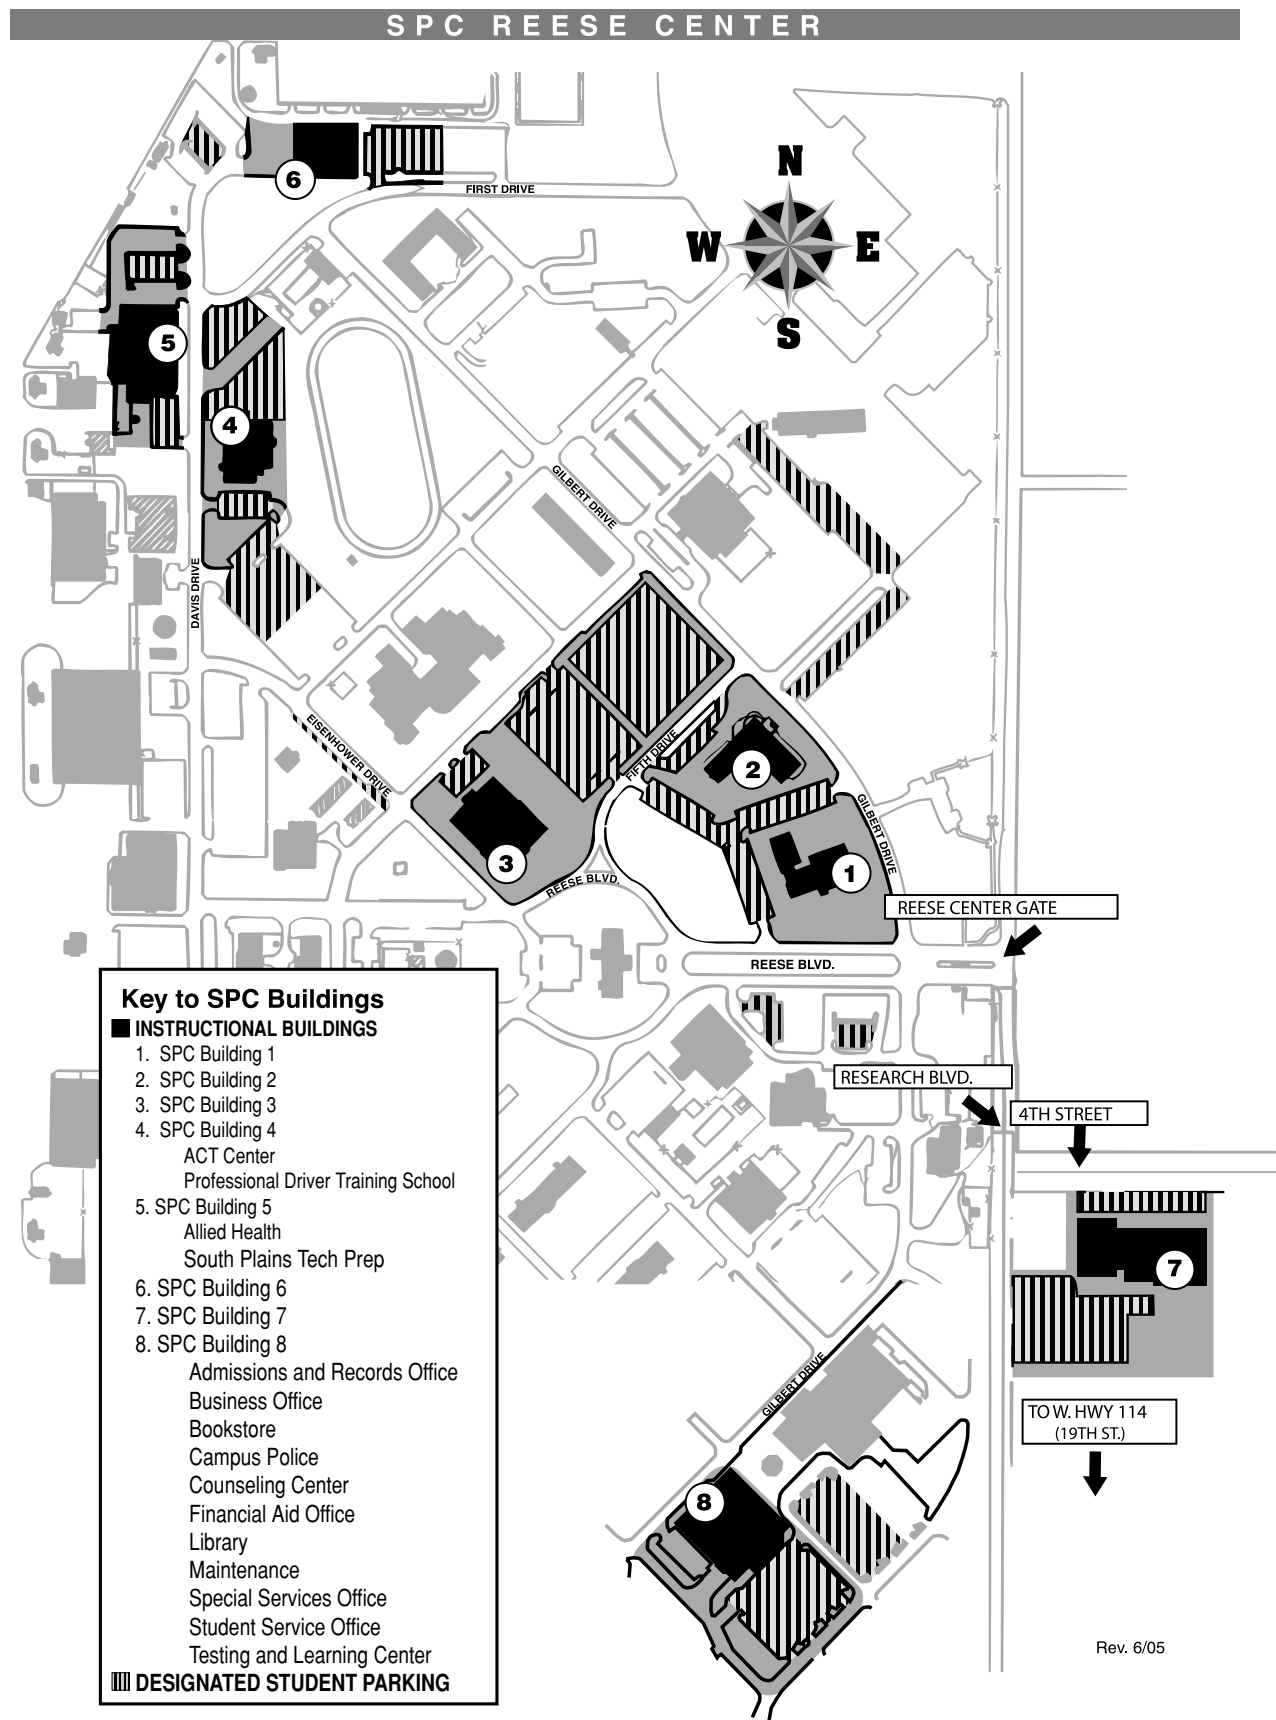 SPC REESE CENTER
N
W
E
S
6
FIRST DRIVE
5
4
GILBERT DRIVE
DAVIS DRIVE
EISENHOWER DRIVE
FIFTH DRIVE
2
GILBERT DRIVE
3
1
REESE BLVD.
REESE CENTER GATE
REESE BLVD.
RESEARCH BLVD.
4TH STREET
7
GILBERT DRIVE
TO W. HWY 114
(19TH ST.)
8
Key to SPC Buildings
INSTRUCTIONAL BUILDINGS
1. SPC Building 1
2. SPC Building 2
3. SPC Building 3
4. SPC Building 4
ACT Center
Professional Driver Training School
5. SPC Building 5
Allied Health
South Plains Tech Prep
6. SPC Building 6
7. SPC Building 7
8. SPC Building 8
Admissions and Records Office
Business Office
Bookstore
Campus Police
Counseling Center
Financial Aid Office
Library
Maintenance
Special Services Office
Student Service Office
Testing and Learning Center
DESIGNATED STUDENT PARKING
Rev. 6/05